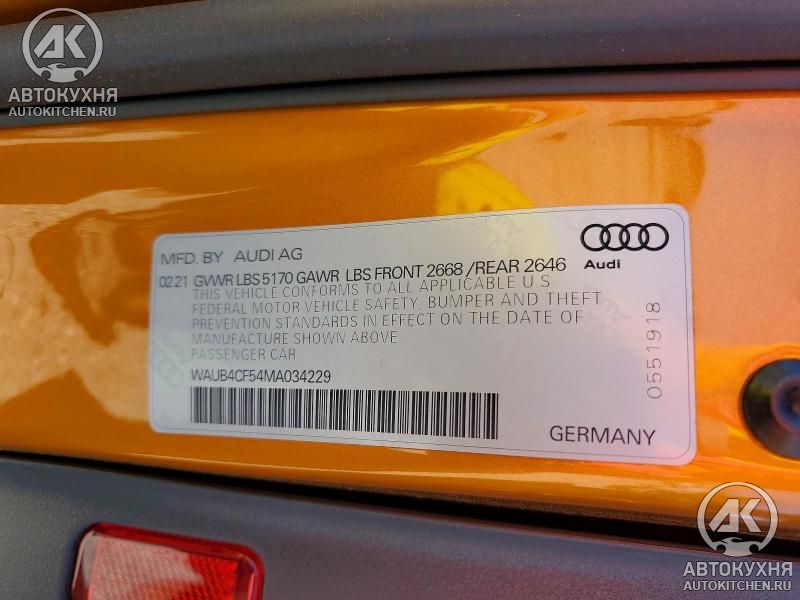 АК
АВТОКУХНЯ
AUTOKITCHEN.RU
MFD. BY AUDI AG
Audi
02.21 GVWR LBS 5170 GAWR LBS FRONT 2668 / REAR 2646
THIS VEHICLE CONFORMS TO ALL APPLICABLE U S
FEDERAL MOTOR VEHICLE SAFETY, BUMPER AND THEFT
PREVENTION STANDARDS IN EFFECT ON THE DATE OF
MANUFACTURE SHOWN ABOVE
PASSENGER CAR
WAUB4CF54MA034229
0551918
GERMANY
АК
АВТОКУХНЯ
AUTOKITCHEN.RU